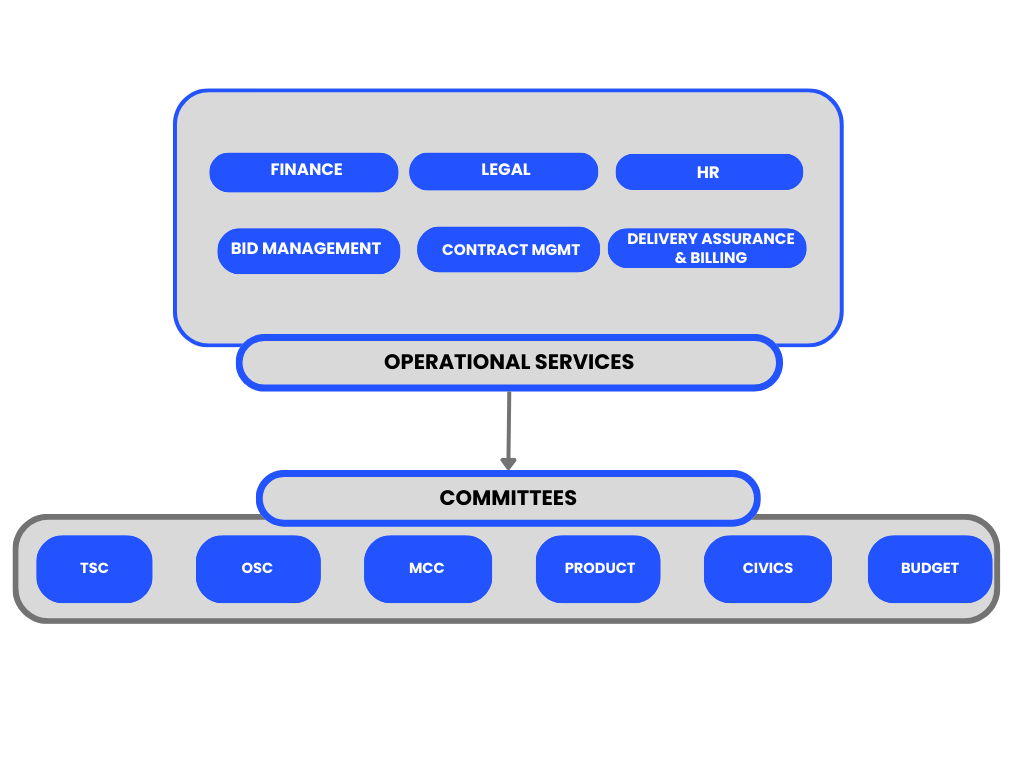 FINANCE
LEGAL
HR
BID MANAGEMENT
CONTRACT MGMT
DELIVERY ASSURANCE
& BILLING
OPERATIONAL SERVICES
COMMITTEES
TSC
OSC
MCC
PRODUCT
CIVICS
BUDGET